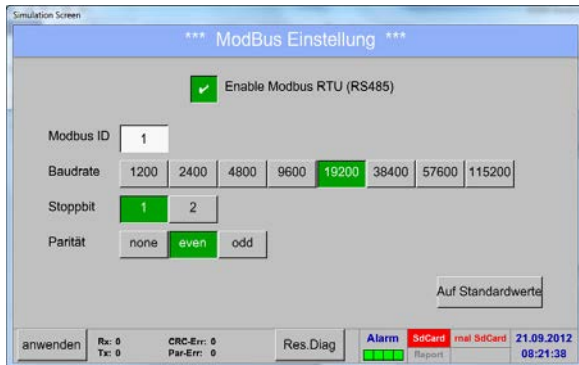 Simulation Screen
*** ModBus Einstellung ***
✔ Enable Modbus RTU (RS485)
Modbus ID 1
Baudrate 1200 2400 4800 9600 19200 38400 57600 115200
Stoppbit 1 2
Parität none even odd
Auf Standardwerte
anwenden
Rx: 0 CRC-Err: 0
Tx: 0 Par-Err: 0
Res.Diag
Alarm SdCard rnal SdCard 21.09.2012
Report 08:21:38